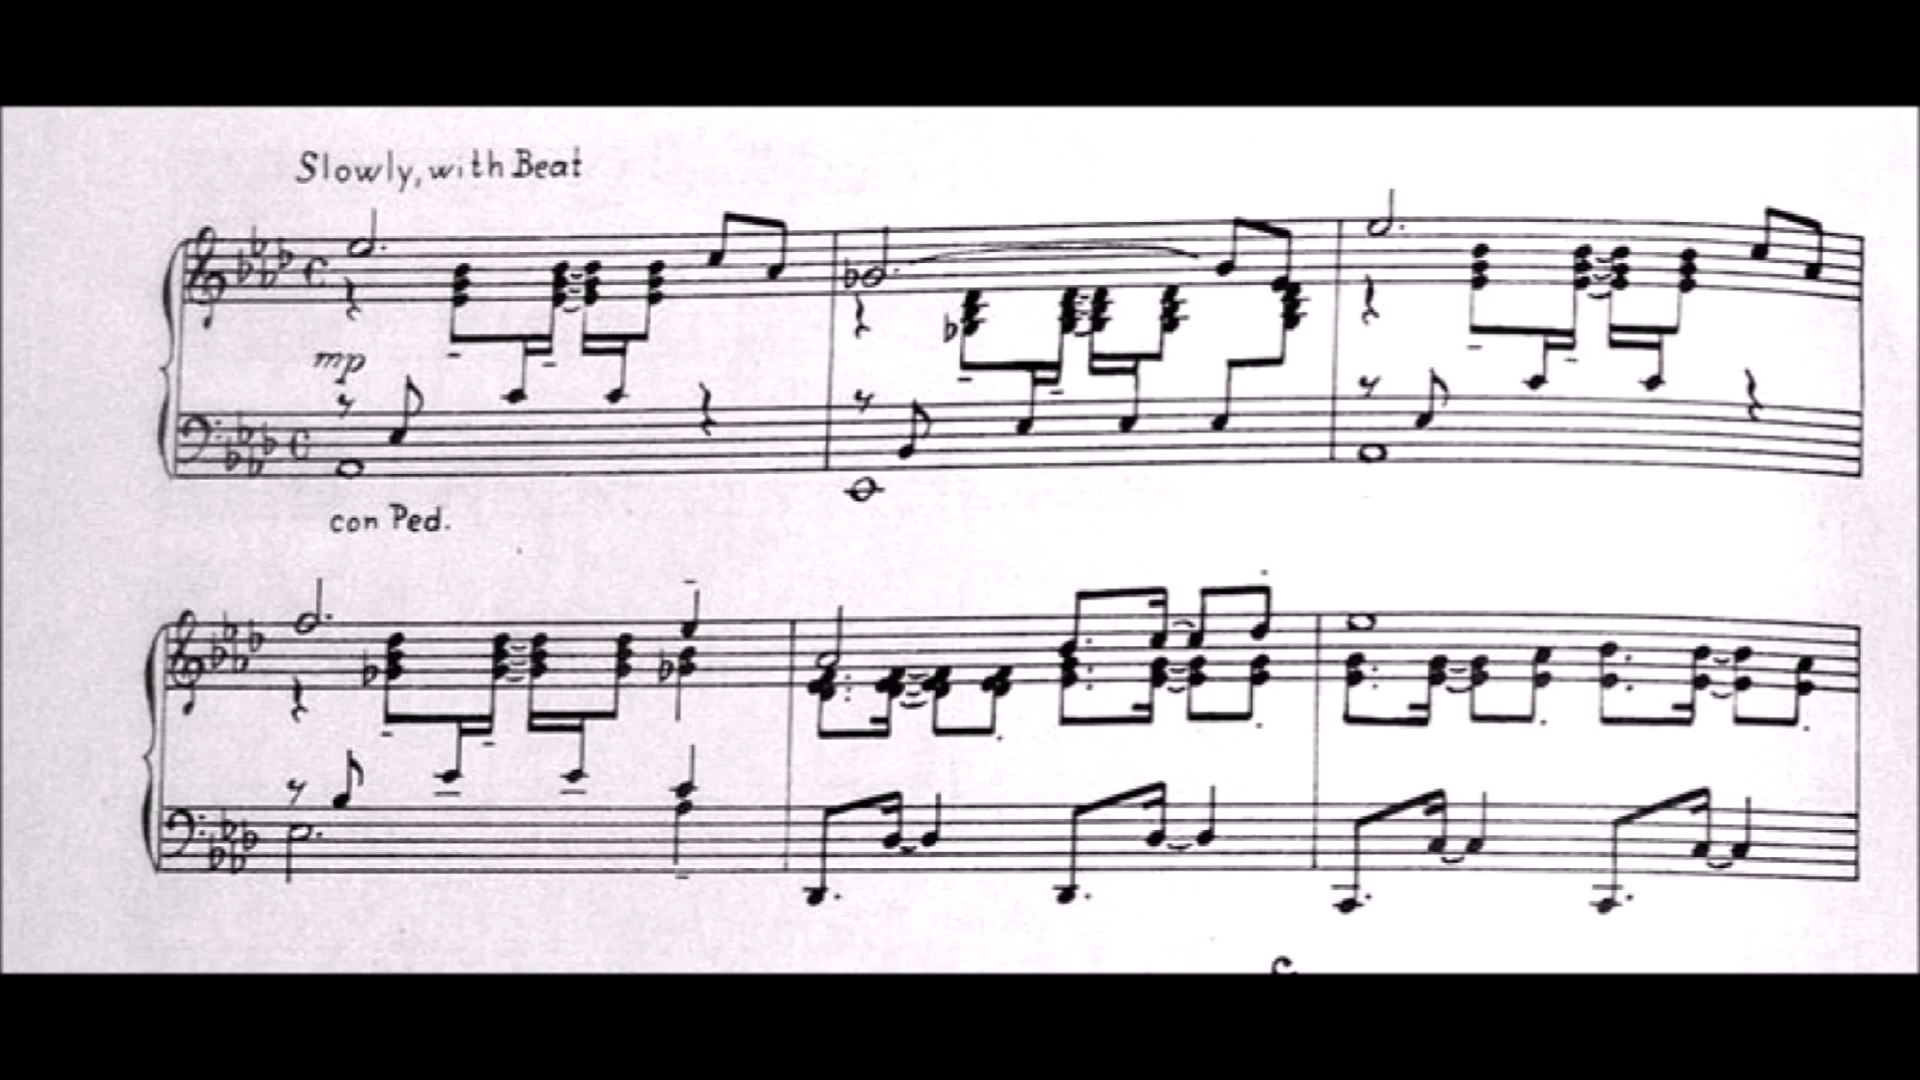 Slowly, with Beat
mp
con Ped.